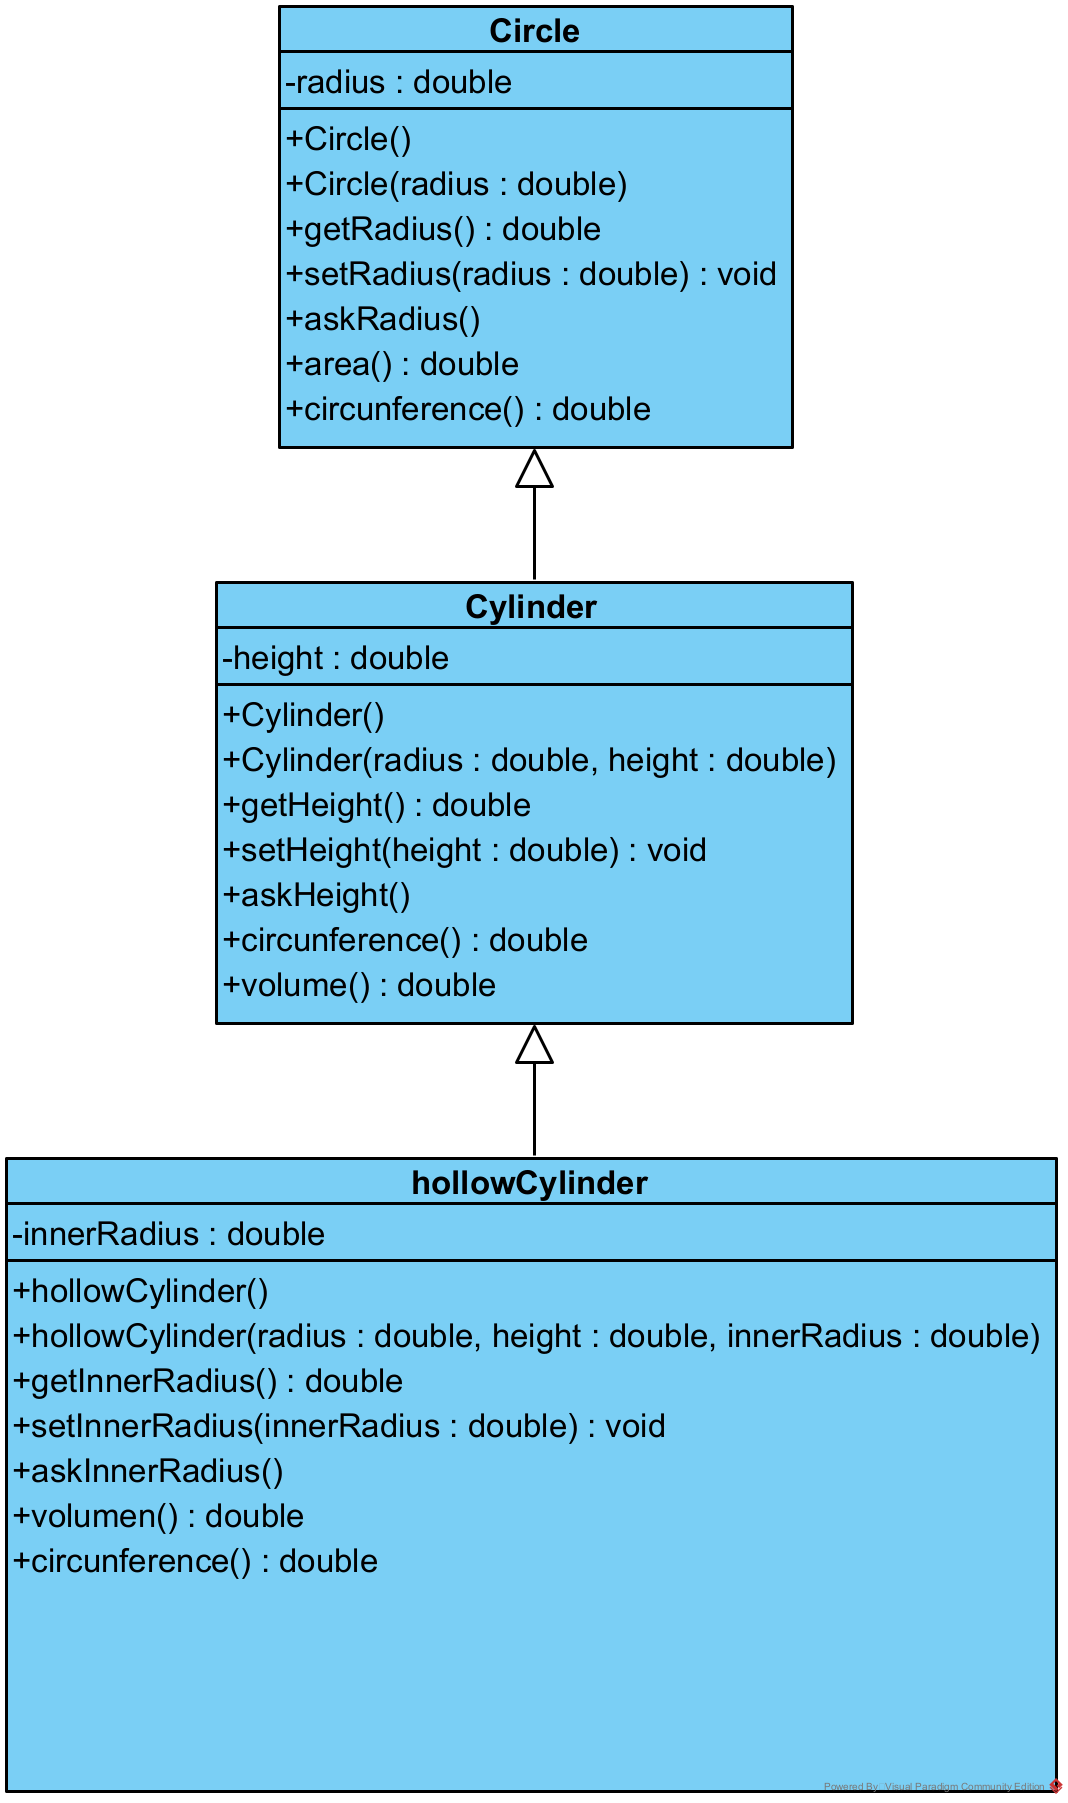 Circle
-radius : double
+Circle()
+Circle(radius : double)
+getRadius() : double
+setRadius(radius : double) : void
+askRadius()
+area() : double
+circunference() : double
Cylinder
-height : double
+Cylinder()
+Cylinder(radius : double, height : double)
+getHeight() : double
+setHeight(height : double) : void
+askHeight()
+circunference() : double
+volume() : double
hollowCylinder
-innerRadius : double
+hollowCylinder()
+hollowCylinder(radius : double, height : double, innerRadius : double)
+getInnerRadius() : double
+setInnerRadius(innerRadius : double) : void
+askInnerRadius()
+volumen() : double
+circunference() : double
Powered By: Visual Paradigm Community Edition